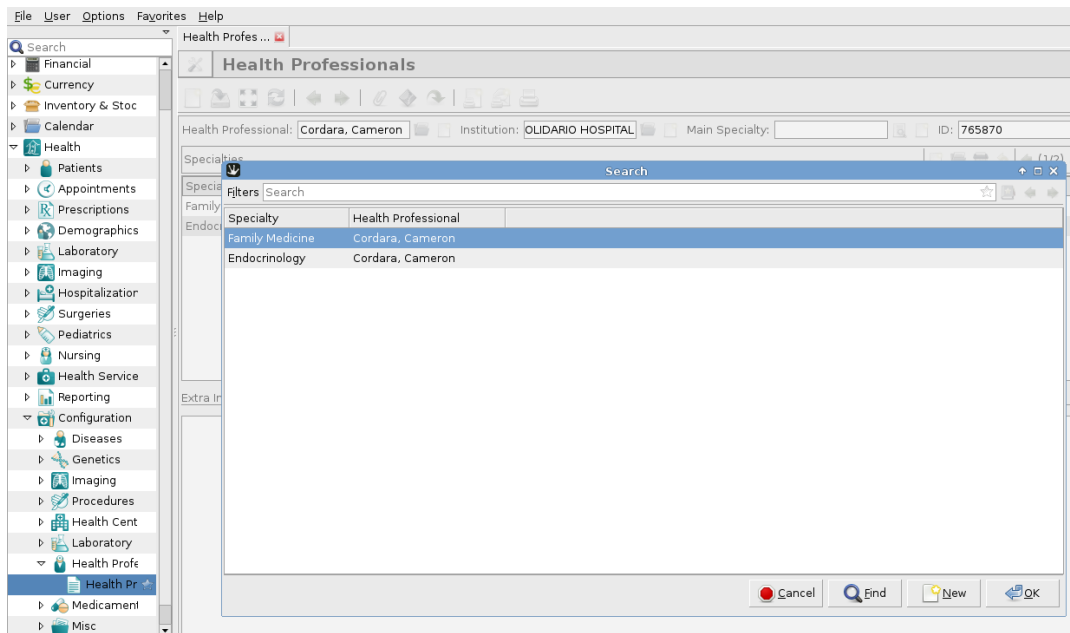 File User Options Favorites Help
Search
Financial
Currency
Inventory & Stoc
Calendar
Health
Patients
Appointments
Prescriptions
Demographics
Laboratory
Imaging
Hospitalization
Surgeries
Pediatrics
Nursing
Health Service
Reporting
Configuration
Diseases
Genetics
Imaging
Procedures
Health Cent
Laboratory
Health Profe
Health Pr
Medicament
Misc
Health Profes ...
Health Professionals
Health Professional: Cordara, Cameron Institution: OLIDARIO HOSPITAL Main Specialty: ID: 765870
Specialties (1/2)
Specia
Family
Endocr
Extra In
Search
Filters Search
Specialty Health Professional
Family Medicine Cordara, Cameron
Endocrinology Cordara, Cameron
Cancel Find New OK